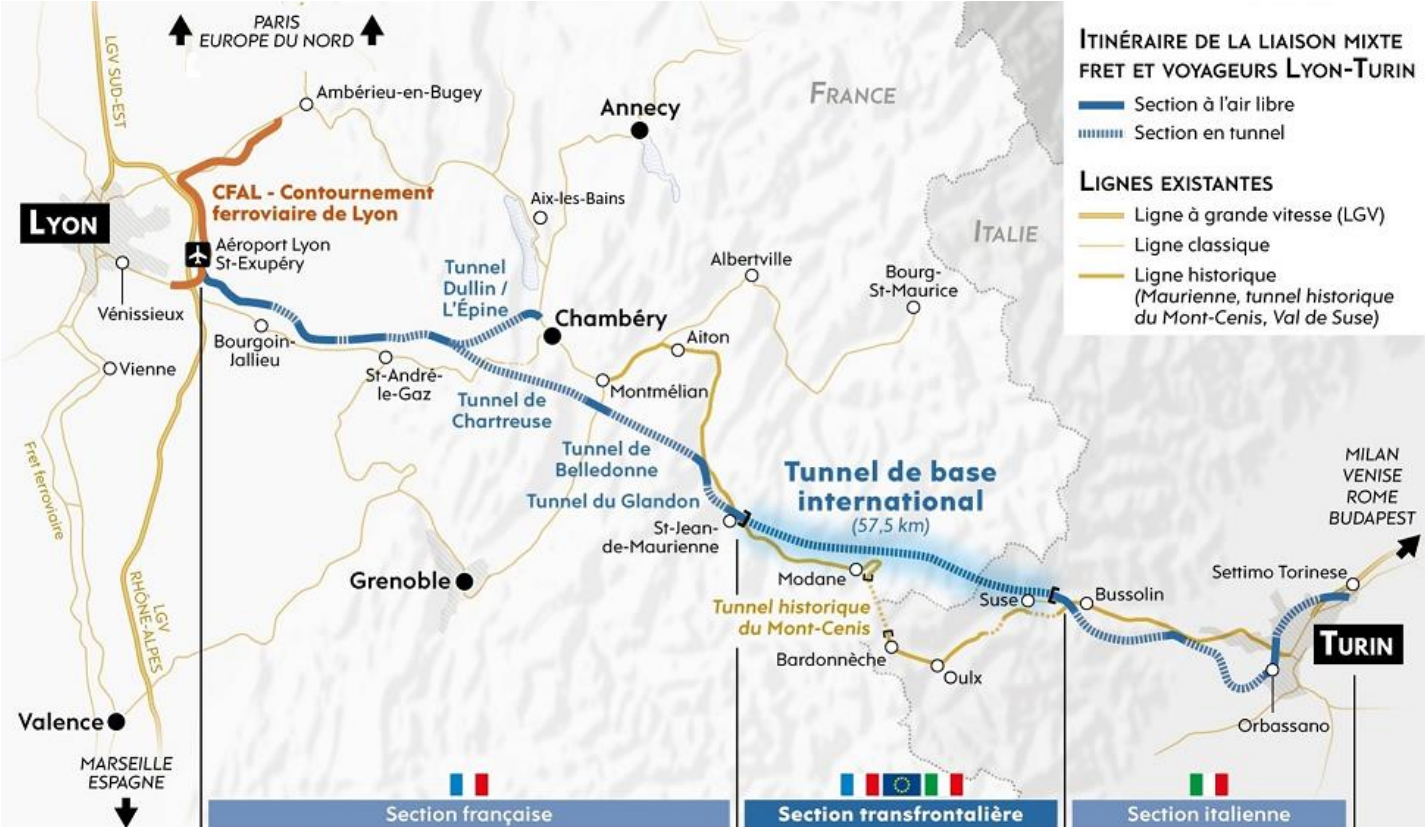 PARIS
EUROPE DU NORD
LGV SUD-EST
Ambérieu-en-Bugey
Annecy
FRANCE
ITALIE
ITINÉRAIRE DE LA LIAISON MIXTE
FRET ET VOYAGEURS LYON-TURIN
Section à l'air libre
Section en tunnel
LIGNES EXISTANTES
Ligne à grande vitesse (LGV)
Ligne classique
Ligne historique
(Maurienne, tunnel historique
du Mont-Cenis, Val de Suse)
LYON
CFAL - Contournement
ferroviaire de Lyon
Aéroport Lyon
St-Exupéry
Aix-les-Bains
Vénissieux
Tunnel
Dullin /
L'Épine
Chambéry
Albertville
Bourg-
St-Maurice
Bourgoin-
Jallieu
Vienne
St-André-
le-Gaz
Aiton
Montmélian
Tunnel de
Chartreuse
Tunnel de
Belledonne
Tunnel du Glandon
St-Jean-
de-Maurienne
Tunnel de base
international
(57,5 km)
Fret ferroviaire
LGV
RHÔNE-ALPES
Grenoble
Modane
Tunnel historique
du Mont-Cenis
Bardonnèche
Oulx
Suse
Bussolin
MILAN
VENISE
ROME
BUDAPEST
Settimo Torinese
TURIN
Orbassano
Valence
MARSEILLE
ESPAGNE
Section française
Section transfrontalière
Section italienne